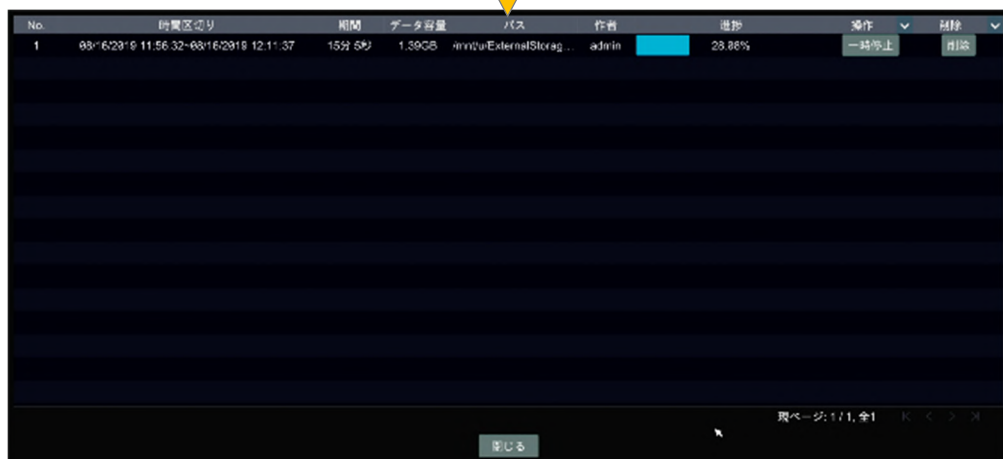 No. 時間区切り 期間 データ容量 パス 作者 進捗 操作 削除
1 08/16/2019 11:56:32~08/16/2019 12:11:37 15分 5秒 1.39GB /mnt/u/ExternalStorag... admin 28.88% 一時停止 削除
現ページ: 1 / 1, 全1
閉じる